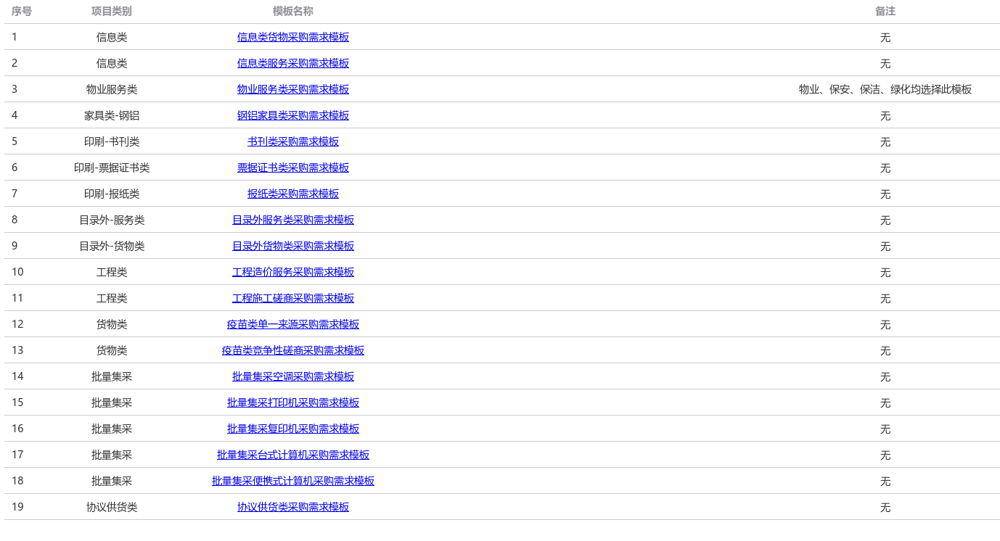 序号 项目类别 模板名称 备注
1 信息类 信息类货物采购需求模板 无
2 信息类 信息类服务采购需求模板 无
3 物业服务类 物业服务类采购需求模板 物业、保安、保洁、绿化均选择此模板
4 家具类-钢铝 钢铝家具类采购需求模板 无
5 印刷-书刊类 书刊类采购需求模板 无
6 印刷-票据证书类 票据证书类采购需求模板 无
7 印刷-报纸类 报纸类采购需求模板 无
8 目录外-服务类 目录外服务类采购需求模板 无
9 目录外-货物类 目录外货物类采购需求模板 无
10 工程类 工程造价服务采购需求模板 无
11 工程类 工程施工磋商采购需求模板 无
12 货物类 疫苗类单一来源采购需求模板 无
13 货物类 疫苗类竞争性磋商采购需求模板 无
14 批量集采 批量集采空调采购需求模板 无
15 批量集采 批量集采打印机采购需求模板 无
16 批量集采 批量集采复印机采购需求模板 无
17 批量集采 批量集采台式计算机采购需求模板 无
18 批量集采 批量集采便携式计算机采购需求模板 无
19 协议供货类 协议供货类采购需求模板 无